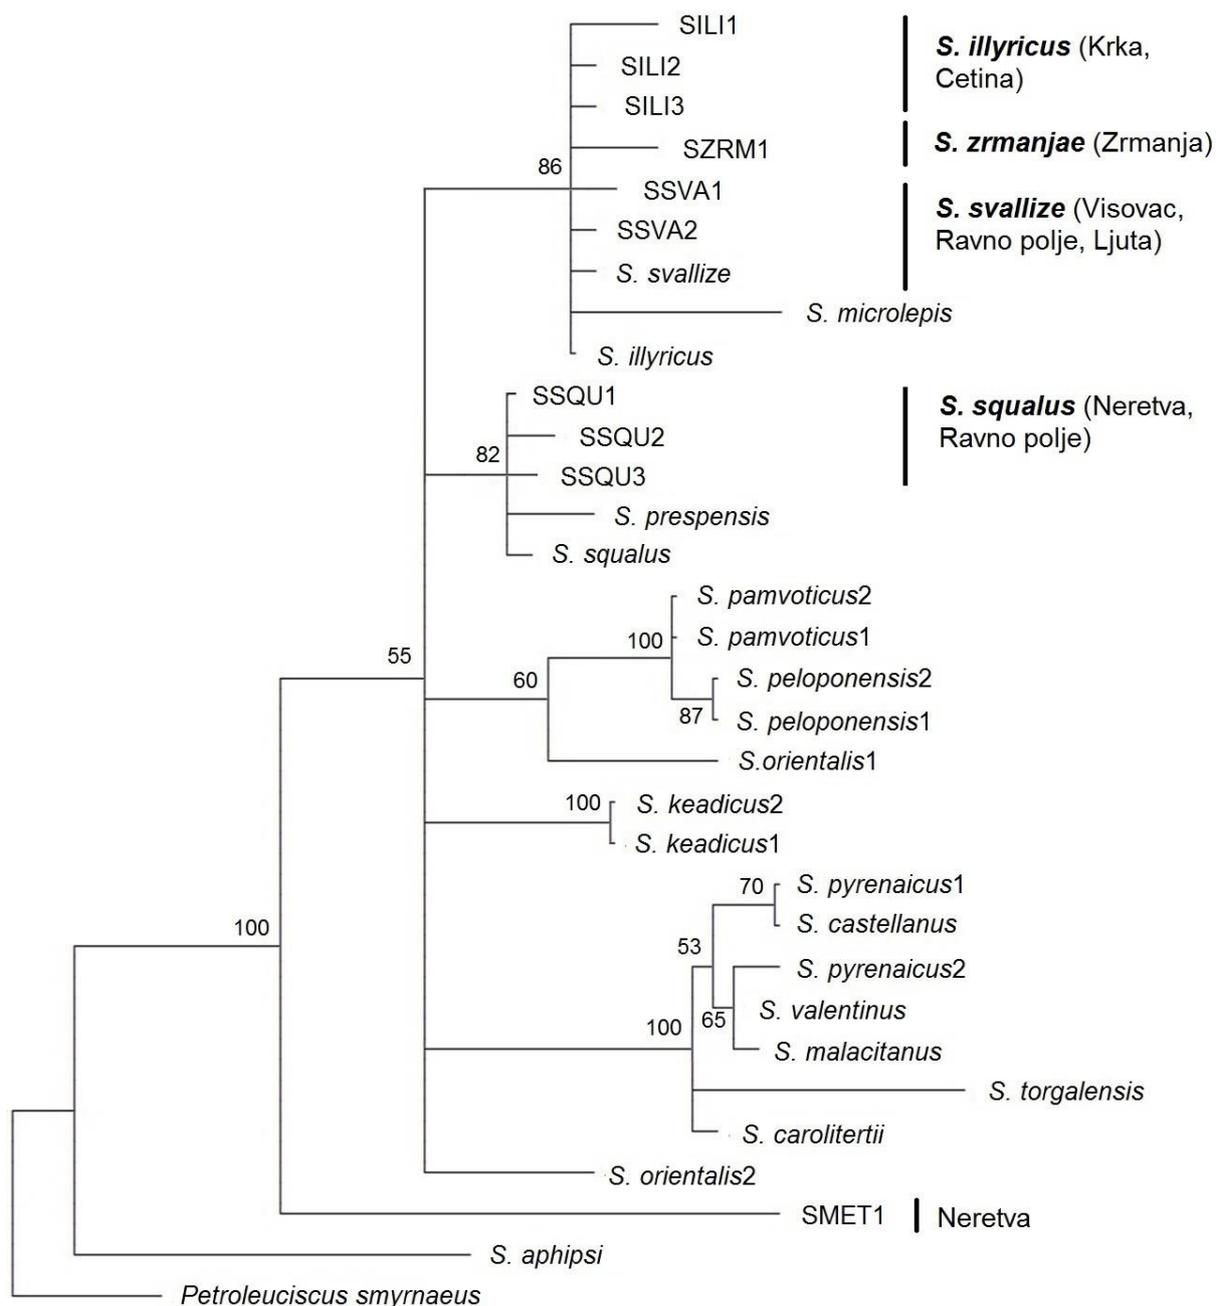 SILI1
S. illyricus (Krka,
SILI2
Cetina)
SILI3
SZRM1
S. zrmanjae (Zrmanja)
86
SSVA1
S. svallize (Visovac,
SSVA2
Ravno polje, Ljuta)
S. svallize
S. microlepis
S. illyricus
SSQU1
S. squalus (Neretva,
SSQU2
Ravno polje)
82
SSQU3
S. prespensis
S. squalus
S. pamvoticus2
100
S. pamvoticus1
55
60
S. peloponensis2
87
S. peloponensis1
S.orientalis1
100
S. keadicus2
S. keadicus1
70
S. pyrenaicus1
100
S. castellanus
53
S. pyrenaicus2
65
S. valentinus
100
S. malacitanus
S. torgalensis
S. carolitertii
S. orientalis2
SMET1
Neretva
S. aphipsi
Petroleuciscus smyrnaeus